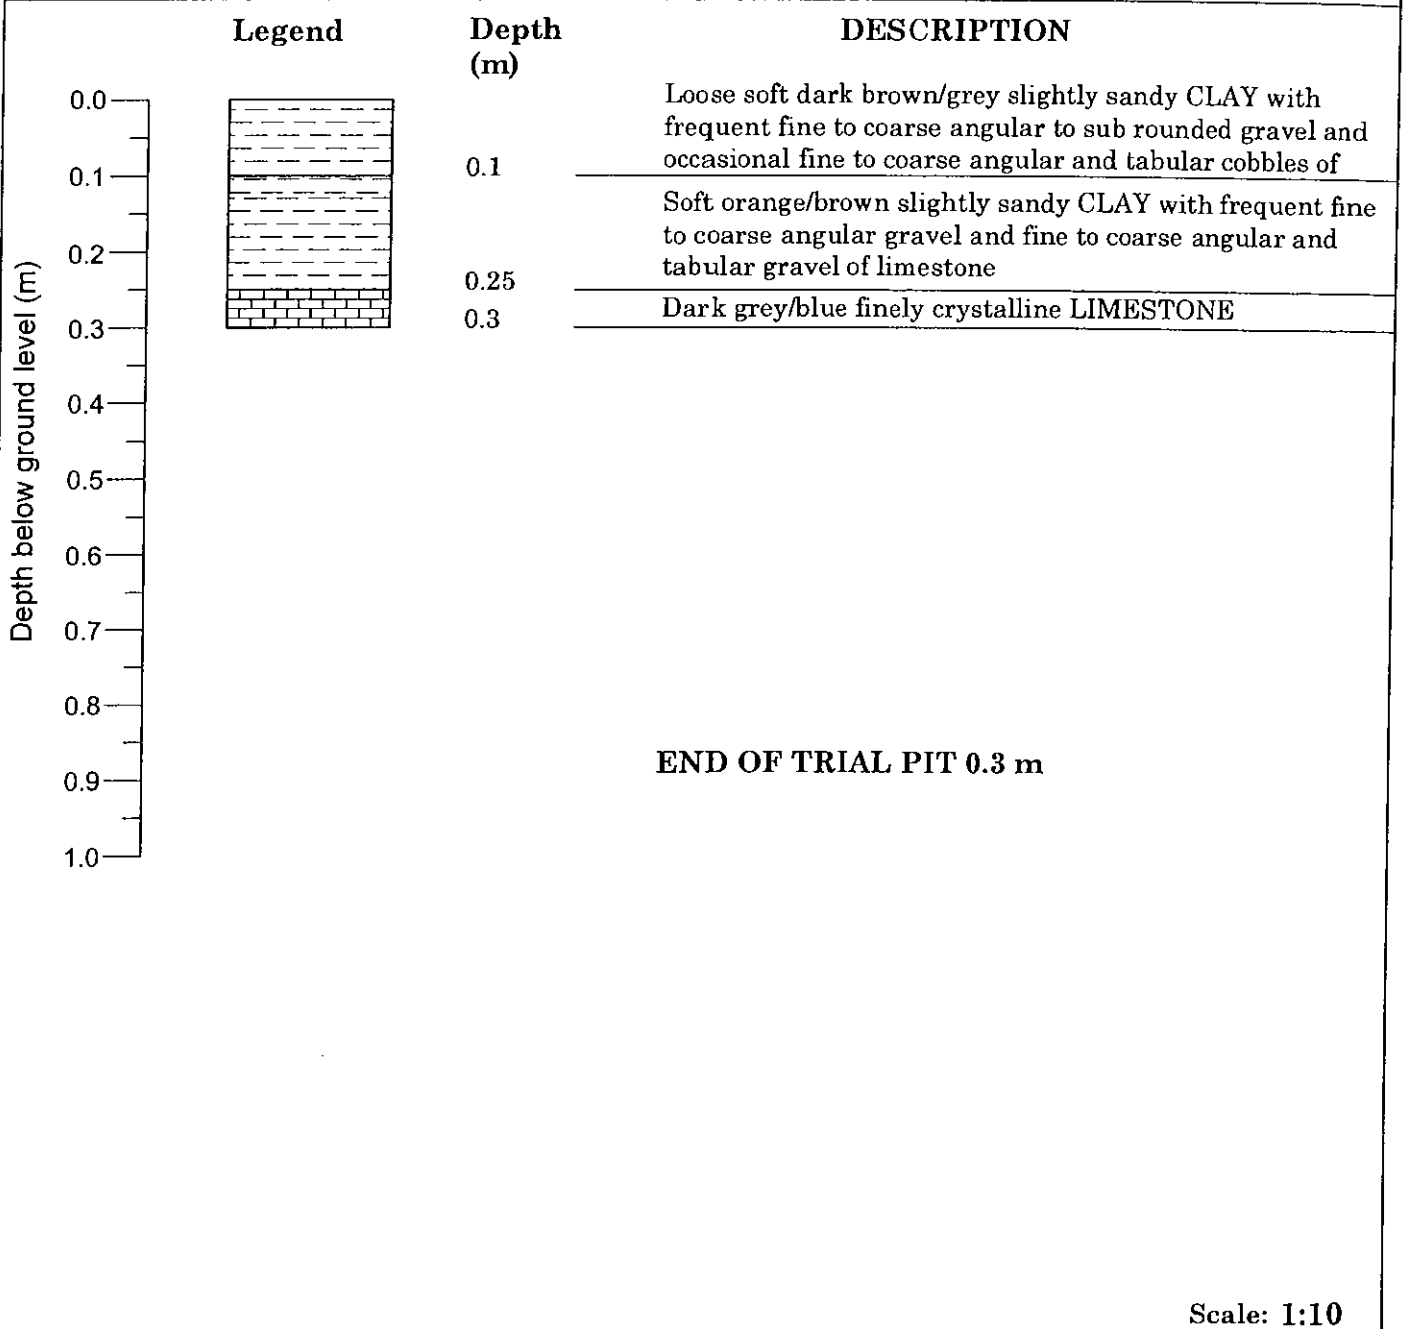 Legend
Depth
(m)
DESCRIPTION
0.0
0.1
0.2
0.3
0.4
0.5
0.6
0.7
0.8
0.9
1.0
Depth below ground level (m)
0.1
Loose soft dark brown/grey slightly sandy CLAY with
frequent fine to coarse angular to sub rounded gravel and
occasional fine to coarse angular and tabular cobbles of
0.25
Soft orange/brown slightly sandy CLAY with frequent fine
to coarse angular gravel and fine to coarse angular and
tabular gravel of limestone
0.3
Dark grey/blue finely crystalline LIMESTONE
END OF TRIAL PIT 0.3 m
Scale: 1:10